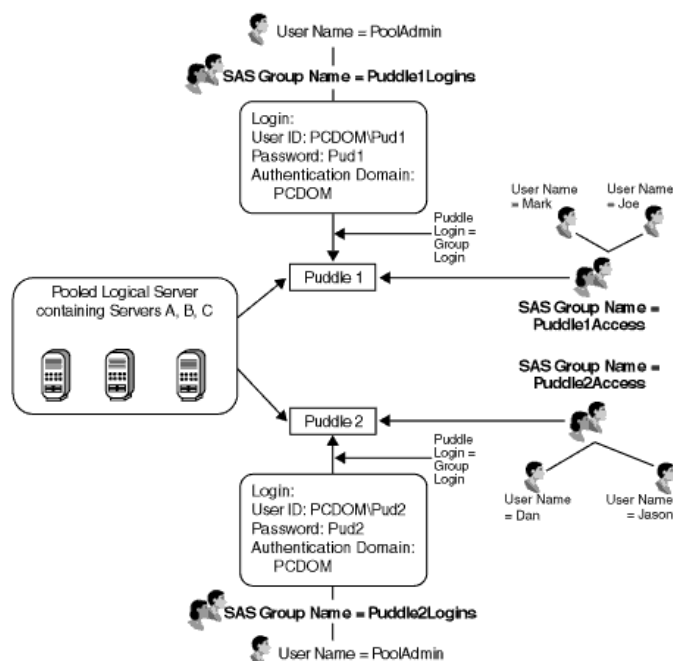 User Name = PoolAdmin
SAS Group Name = Puddle1Logins
Login:
User ID: PCDOM\Pud1
Password: Pud1
Authentication Domain:
PCDOM
Puddle
Login =
Group
Login
User Name
= Mark
User Name
= Joe
Puddle 1
SAS Group Name =
Puddle1Access
Pooled Logical Server
containing Servers A, B, C
SAS Group Name =
Puddle2Access
Puddle 2
Puddle
Login =
Group
Login
User Name
= Dan
User Name
= Jason
Login:
User ID: PCDOM\Pud2
Password: Pud2
Authentication Domain:
PCDOM
SAS Group Name = Puddle2Logins
User Name = PoolAdmin